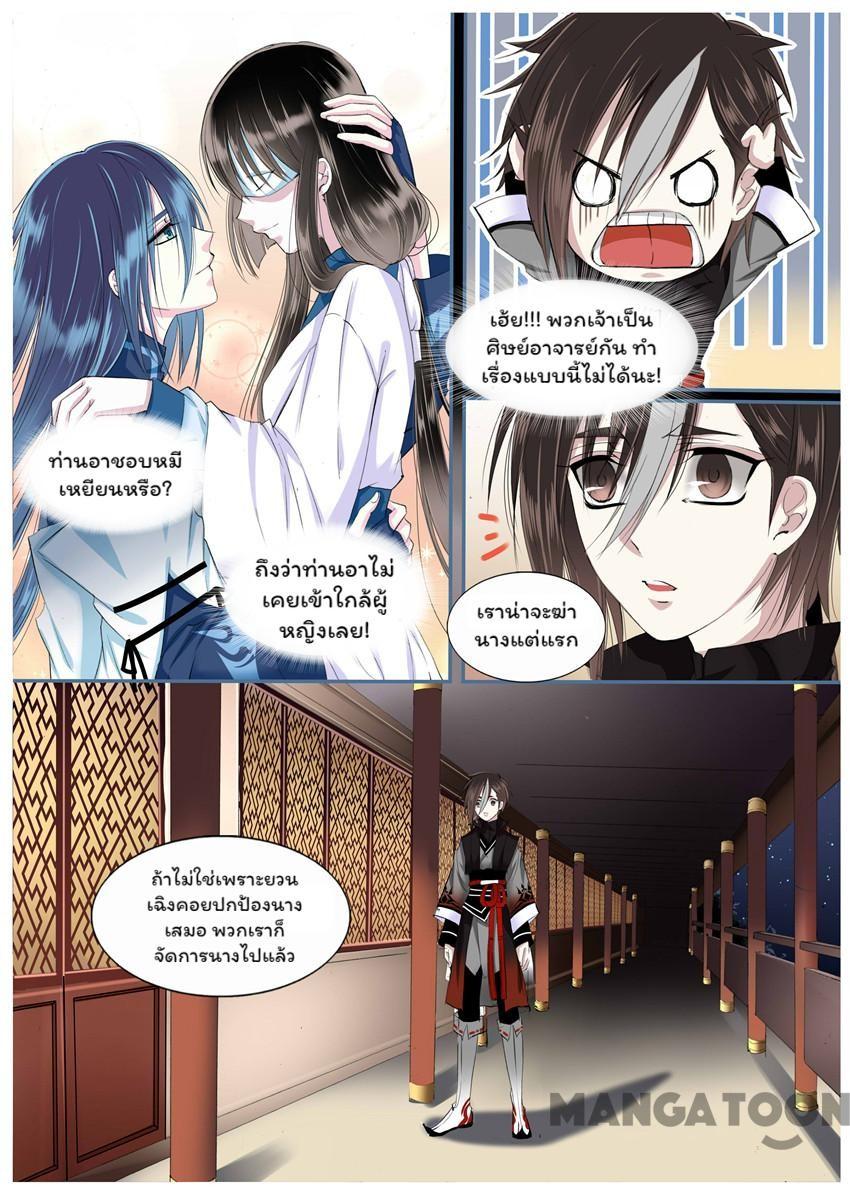 ท่านอาชอบหมี
เหยียนหรือ?
ถึงว่าท่านอาไม่
เคยเข้าใกล้ผู้
หญิงเลย!
เฮ้ย!!! พวกเจ้าเป็น
ศิษย์อาจารย์กัน ทำ
เรื่องแบบนี้ไม่ได้นะ!
เราน่าจะฆ่า
นางแต่แรก
ถ้าไม่ใช่เพราะยวน
เฉิงคอยปกป้องนาง
เสมอ พวกเราก็
จัดการนางไปแล้ว
MANGATOON